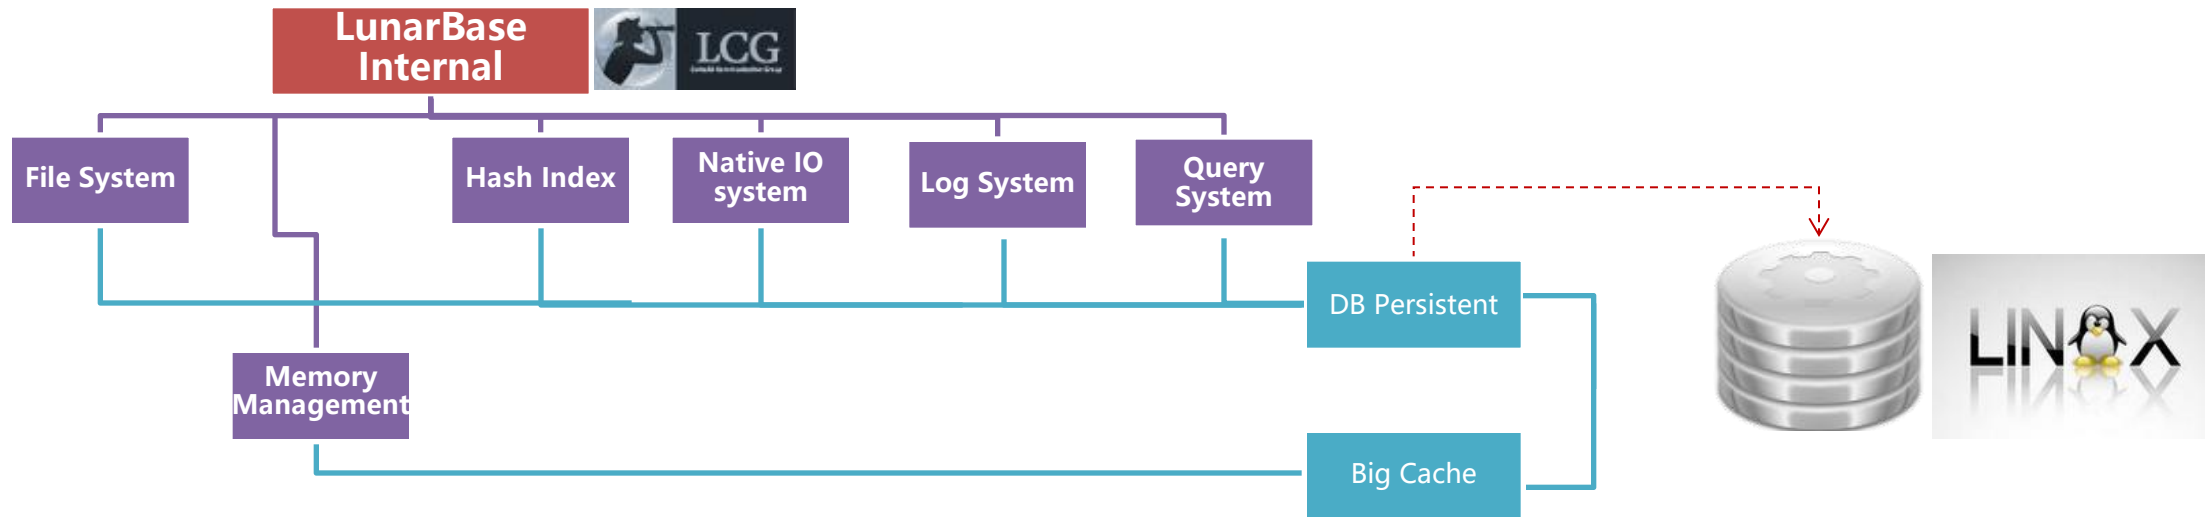 LunarBase
Internal
LCG
File System
Hash Index
Native IO
system
Log System
Query
System
DB Persistent
LINUX
Memory
Management
Big Cache